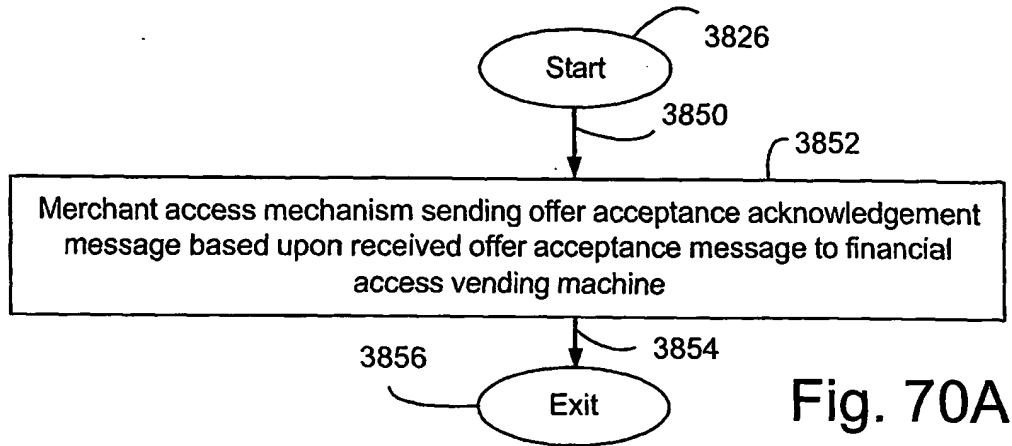 3826
Start
3850
3852
Merchant access mechanism sending offer acceptance acknowledgement
message based upon received offer acceptance message to financial
access vending machine
3854
3856
Exit
Fig. 70A